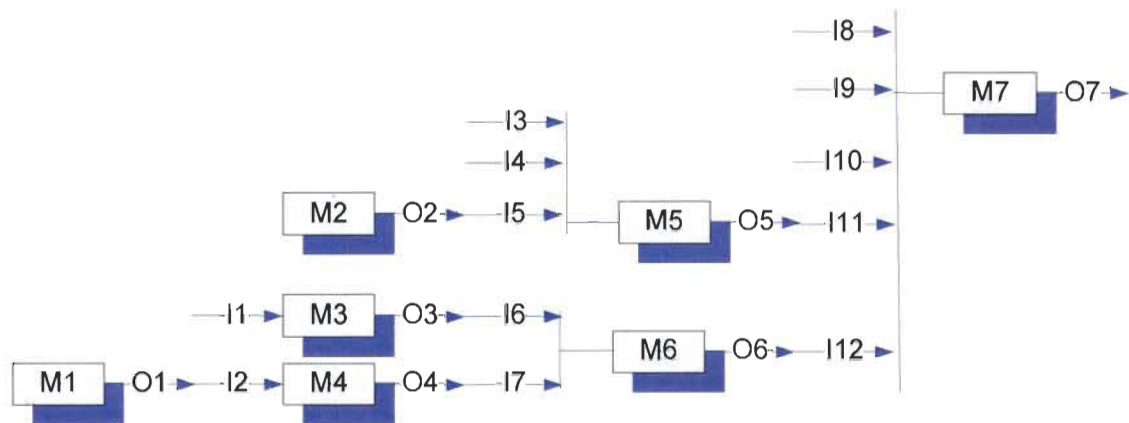 I8
I9
M7 O7
I3
I4
I10
M2 O2 I5 M5 O5 I11
I1 M3 O3 I6
M6 O6 I12
M1 O1 I2 M4 O4 I7